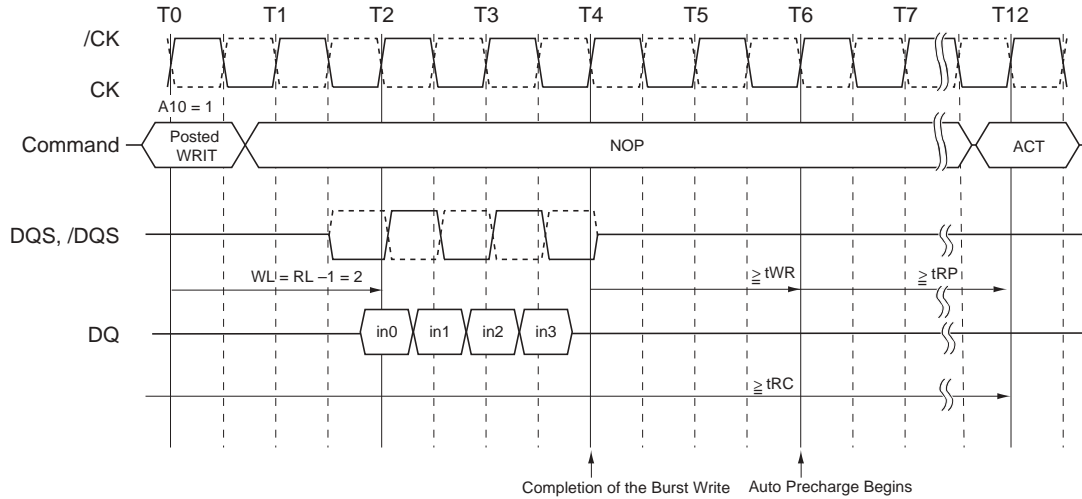 T0 T1 T2 T3 T4 T5 T6 T7 T12
/CK
CK
A10 = 1
Command
Posted
WRIT
NOP
ACT
DQS, /DQS
WL = RL –1 = 2
≧ tWR
≧ tRP
DQ
in0 in1 in2 in3
≧ tRC
Completion of the Burst Write
Auto Precharge Begins